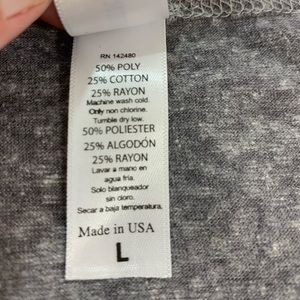 RN 142480
50% POLY
25% COTTON
25% RAYON
Machine wash cold.
Only non chlorine.
Tumble dry low.
50% POLIESTER
25% ALGODÓN
25% RAYON
Lavar a mano en
agua fria.
Solo blanqueador
sin cloro.
Secar a baja temperatura.
Made in USA
L